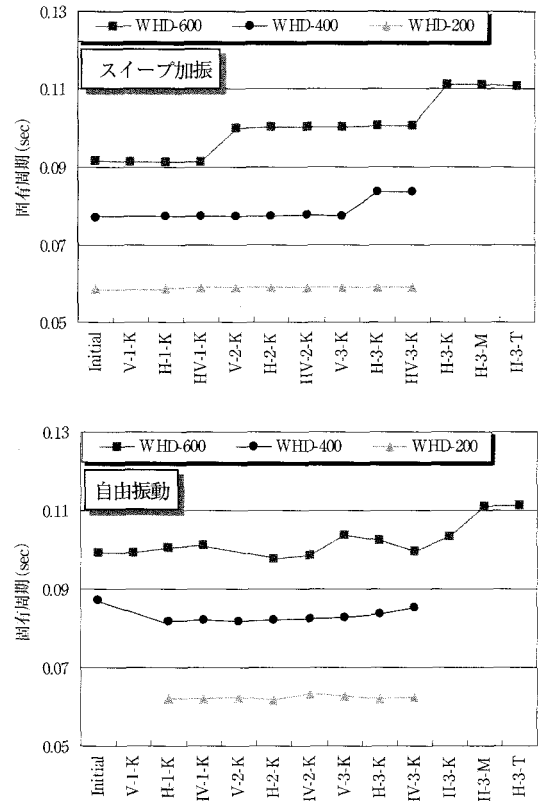 0.13
WHD-600 WHD-400 WHD-200
スイープ加振
0.11
0.09
0.07
0.05
固有周期(sec)
Initial
V-1-K
H-1-K
HV-1-K
V-2-K
H-2-K
HV-2-K
V-3-K
H-3-K
HV-3-K
H-3-K
H-3-M
H-3-T
0.13
WHD-600 WHD-400 WHD-200
自由振動
0.11
0.09
0.07
0.05
固有周期(sec)
Initial
V-1-K
H-1-K
HV-1-K
V-2-K
H-2-K
HV-2-K
V-3-K
H-3-K
HV-3-K
H-3-K
H-3-M
H-3-T